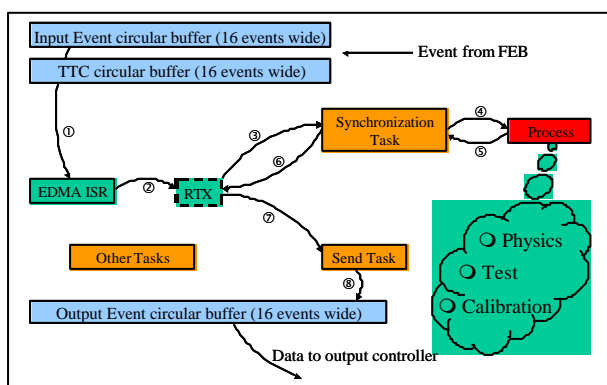 Input Event circular buffer (16 events wide)
Event from FEB
TTC circular buffer (16 events wide)
①
③
Synchronization
Task
④
Process
⑤
⑥
EDMA ISR
②
RTX
⑦
Physics
Other Tasks
Send Task
Test
⑧
Calibration
Output Event circular buffer (16 events wide)
Data to output controller